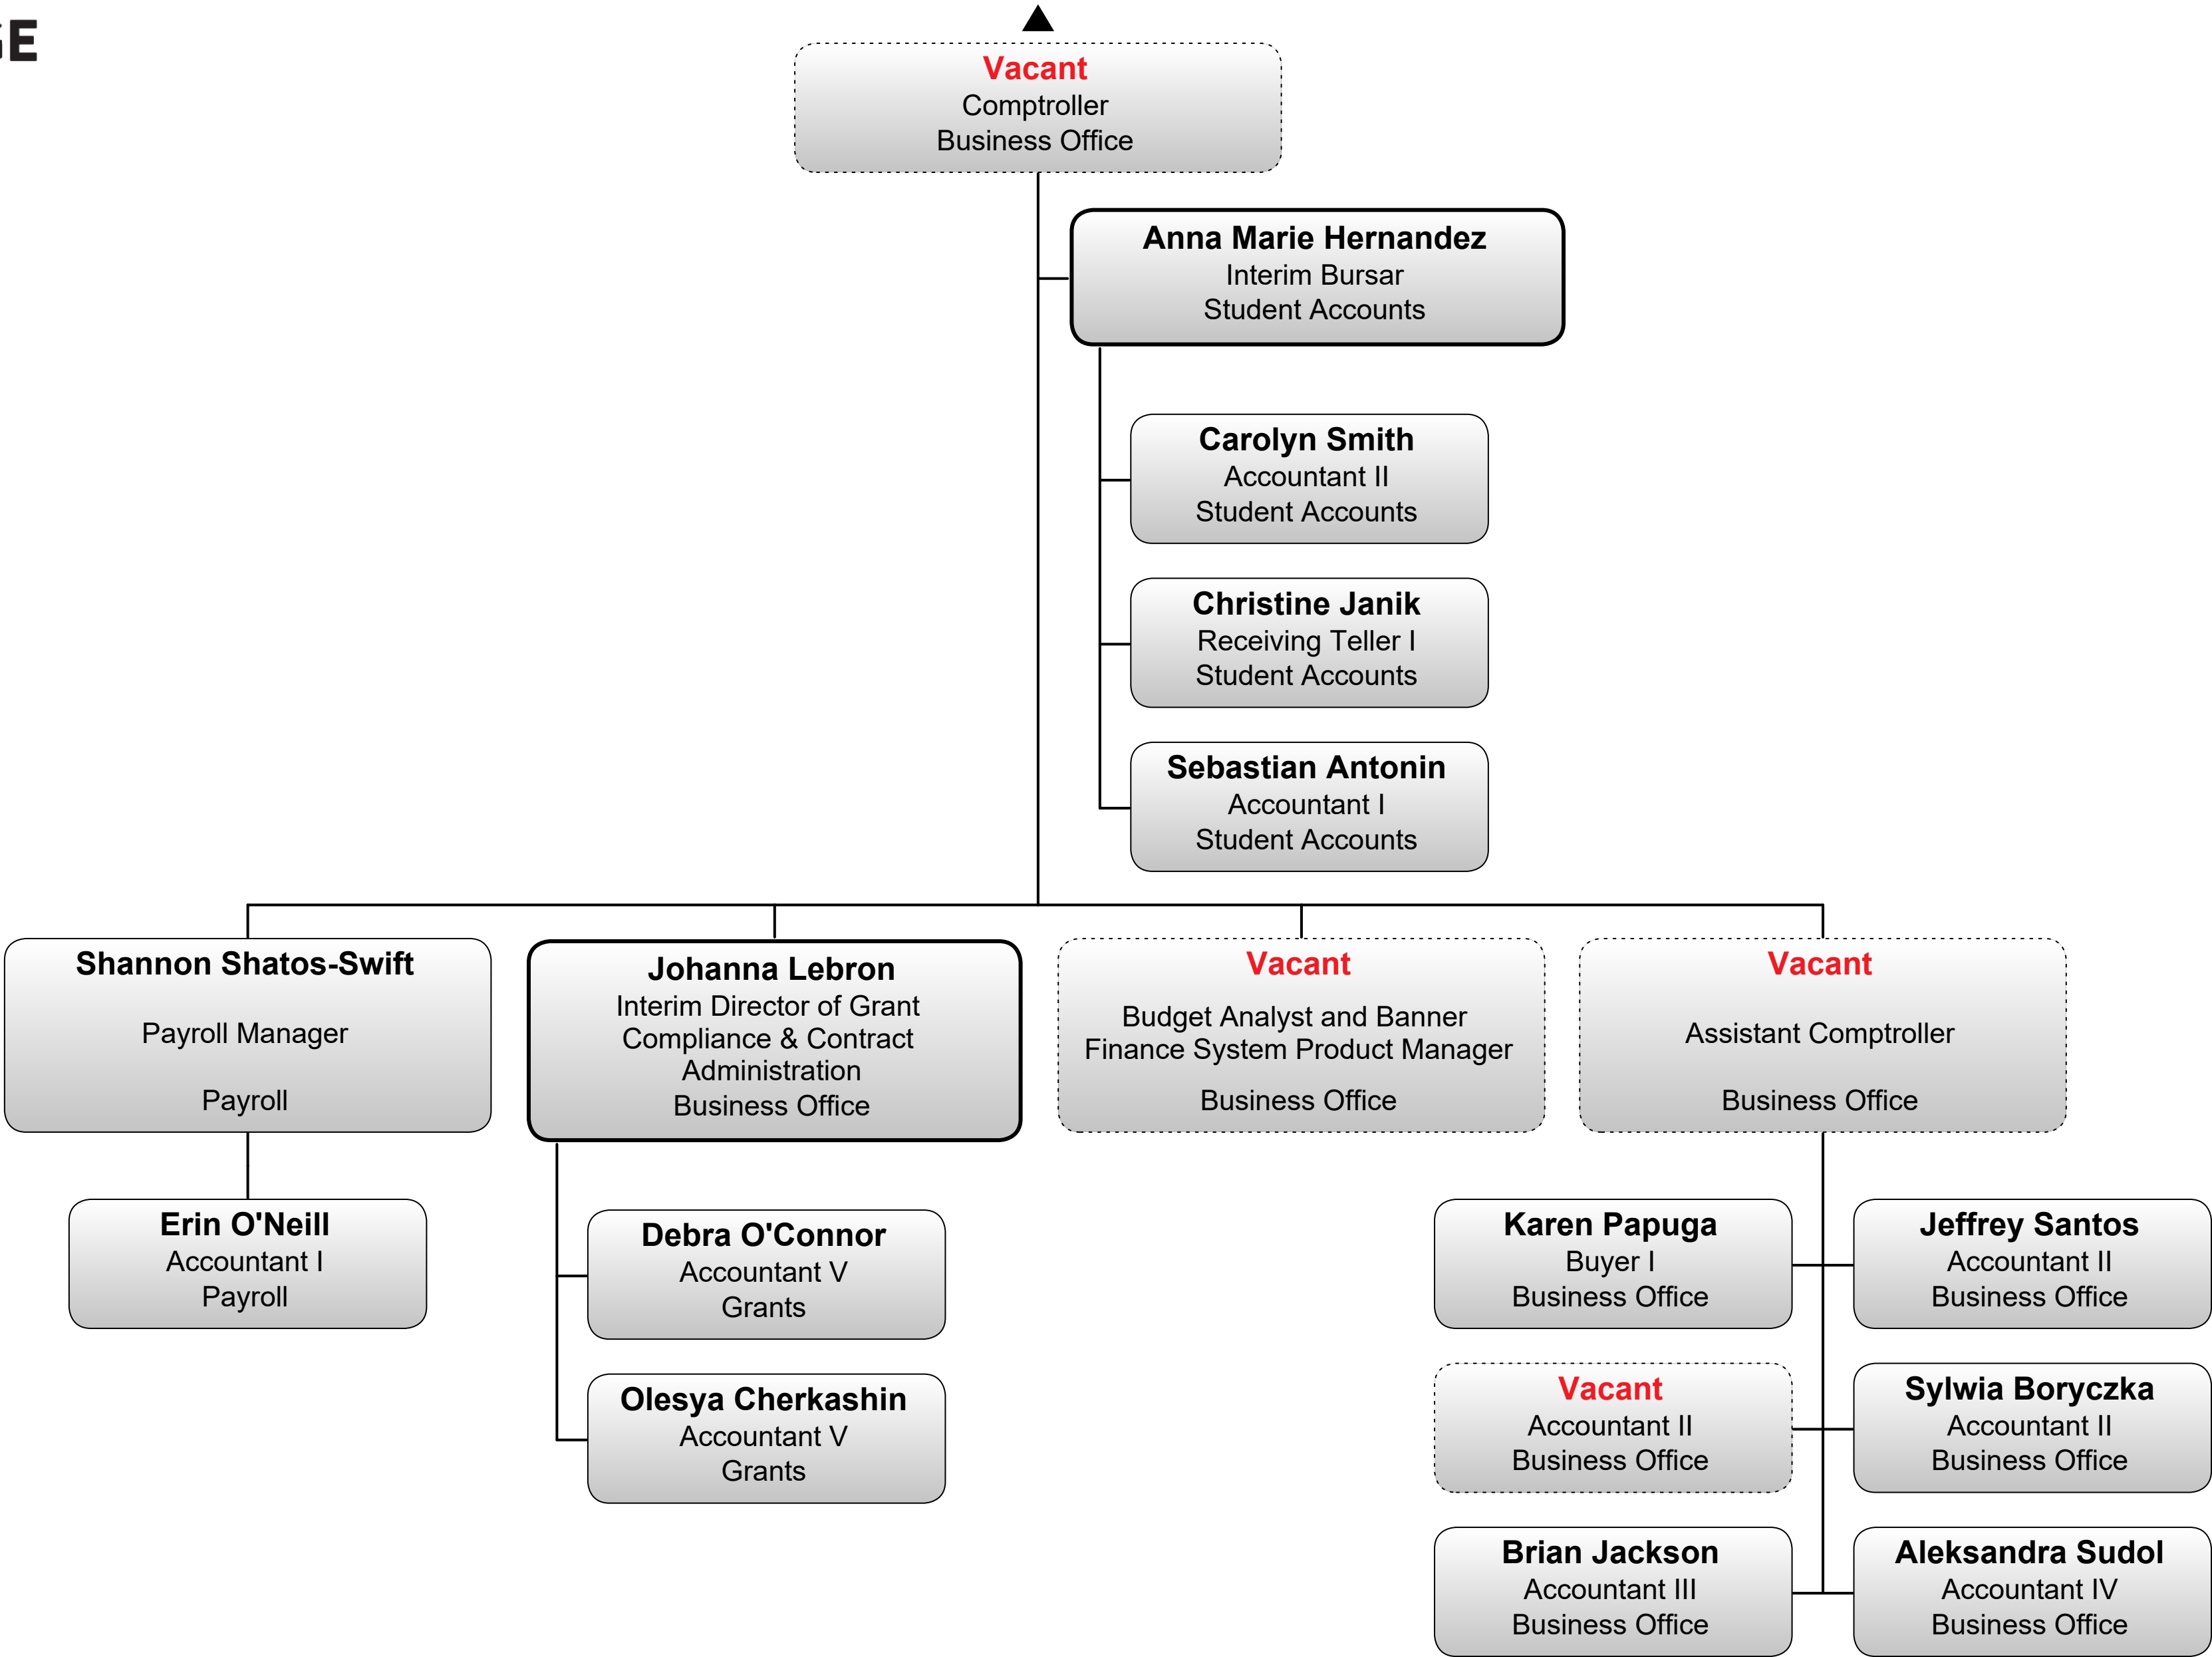 GE
Vacant
Comptroller
Business Office
Anna Marie Hernandez
Interim Bursar
Student Accounts
Carolyn Smith
Accountant II
Student Accounts
Christine Janik
Receiving Teller I
Student Accounts
Sebastian Antonin
Accountant I
Student Accounts
Shannon Shatos-Swift
Payroll Manager
Payroll
Johanna Lebron
Interim Director of Grant
Compliance & Contract
Administration
Business Office
Vacant
Budget Analyst and Banner
Finance System Product Manager
Business Office
Vacant
Assistant Comptroller
Business Office
Erin O'Neill
Accountant I
Payroll
Debra O'Connor
Accountant V
Grants
Olesya Cherkashin
Accountant V
Grants
Karen Papuga
Buyer I
Business Office
Jeffrey Santos
Accountant II
Business Office
Vacant
Accountant II
Business Office
Sylwia Boryczka
Accountant II
Business Office
Brian Jackson
Accountant III
Business Office
Aleksandra Sudol
Accountant IV
Business Office